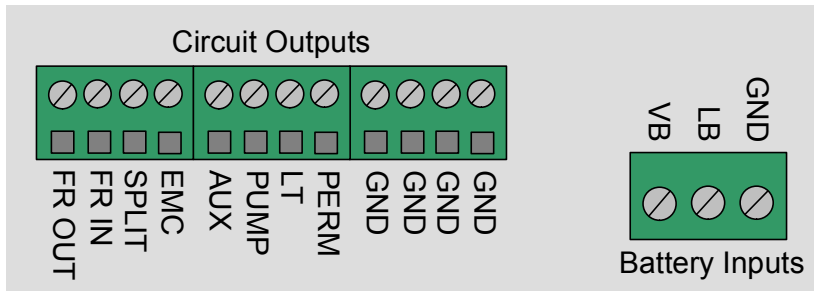 Circuit Outputs
FR OUT
FR IN
SPLIT
EMC
AUX
PUMP
LT
PERM
GND
GND
GND
GND
VB
LB
GND
Battery Inputs